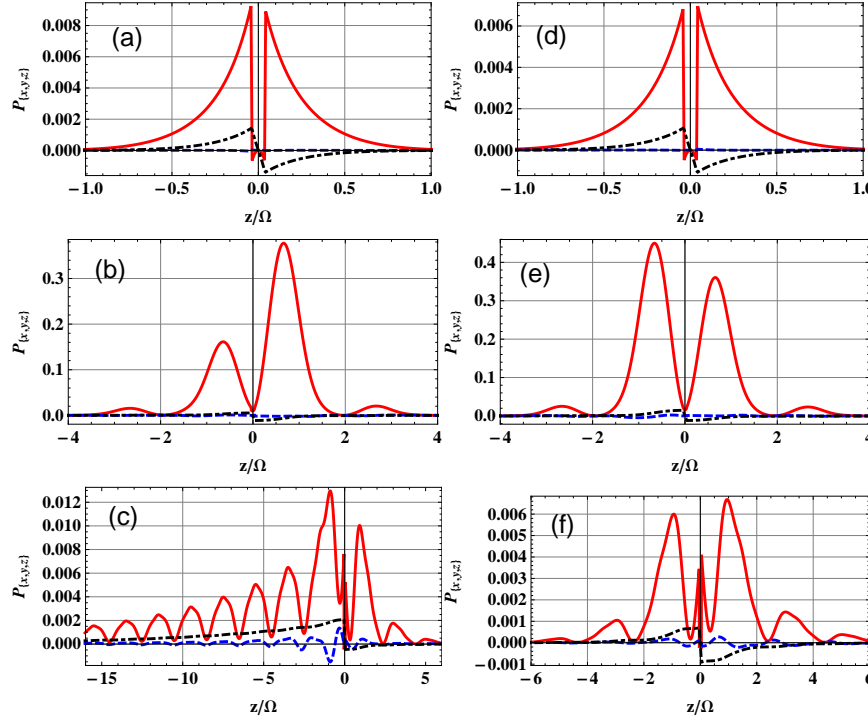 (a)
P{x,y,z}
0.008
0.006
0.004
0.002
0.000
−1.0 −0.5 0.0 0.5 1.0
z/Ω
(d)
P{x,y,z}
0.006
0.004
0.002
0.000
−1.0 −0.5 0.0 0.5 1.0
z/Ω
(b)
P{x,y,z}
0.3
0.2
0.1
0.0
−4 −2 0 2 4
z/Ω
(e)
P{x,y,z}
0.4
0.3
0.2
0.1
0.0
−4 −2 0 2 4
z/Ω
(c)
P{x,y,z}
0.012
0.010
0.008
0.006
0.004
0.002
0.000
−15 −10 −5 0 5
z/Ω
(f)
P{x,y,z}
0.006
0.005
0.004
0.003
0.002
0.001
0.000
−0.001
−6 −4 −2 0 2 4 6
z/Ω